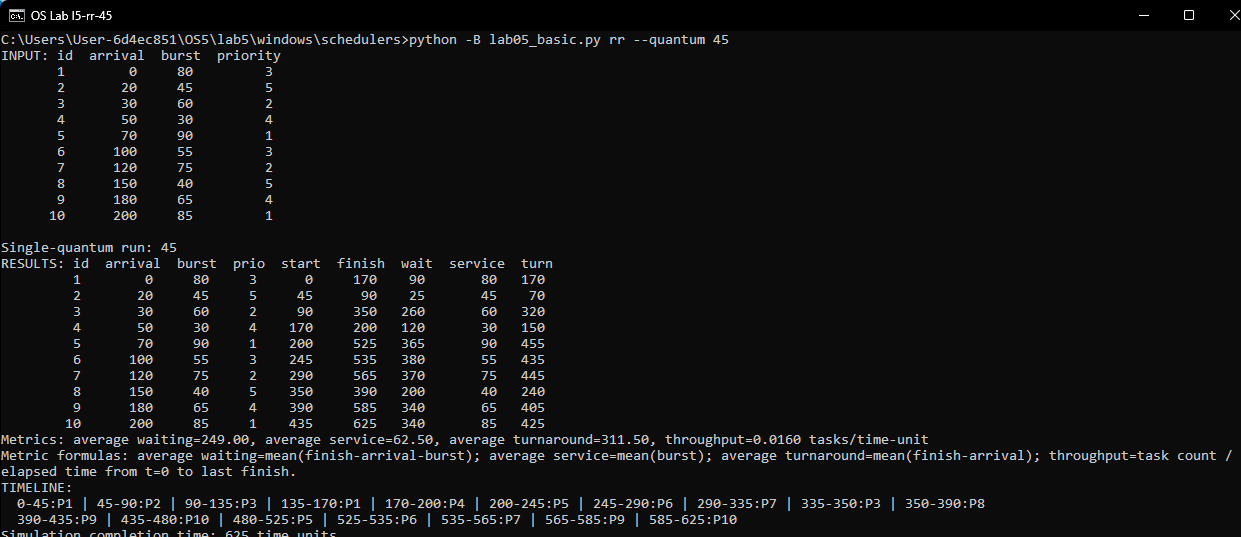 OS Lab I5-rr-45
C:\Users\User-6d4ec851\OS5\lab5\windows\schedulers>python -B lab05_basic.py rr --quantum 45
INPUT: id  arrival  burst  priority
       1        0     80         3
       2       20     45         5
       3       30     60         2
       4       50     30         4
       5       70     90         1
       6      100     55         3
       7      120     75         2
       8      150     40         5
       9      180     65         4
      10      200     85         1
Single-quantum run: 45
RESULTS: id  arrival  burst  prio  start  finish  wait  service  turn
         1        0     80     3      0     170    90       80   170
         2       20     45     5     45      90    25       45    70
         3       30     60     2     90     350   260       60   320
         4       50     30     4    170     200   120       30   150
         5       70     90     1    200     525   365       90   455
         6      100     55     3    245     535   380       55   435
         7      120     75     2    290     565   370       75   445
         8      150     40     5    350     390   200       40   240
         9      180     65     4    390     585   340       65   405
        10      200     85     1    435     625   340       85   425
Metrics: average waiting=249.00, average service=62.50, average turnaround=311.50, throughput=0.0160 tasks/time-unit
Metric formulas: average waiting=mean(finish-arrival-burst); average service=mean(burst); average turnaround=mean(finish-arrival); throughput=task count /
elapsed time from t=0 to last finish.
TIMELINE:
  0-45:P1 | 45-90:P2 | 90-135:P3 | 135-170:P1 | 170-200:P4 | 200-245:P5 | 245-290:P6 | 290-335:P7 | 335-350:P3 | 350-390:P8
  390-435:P9 | 435-480:P10 | 480-525:P5 | 525-535:P6 | 535-565:P7 | 565-585:P9 | 585-625:P10
Simulation completion time: 625 time units